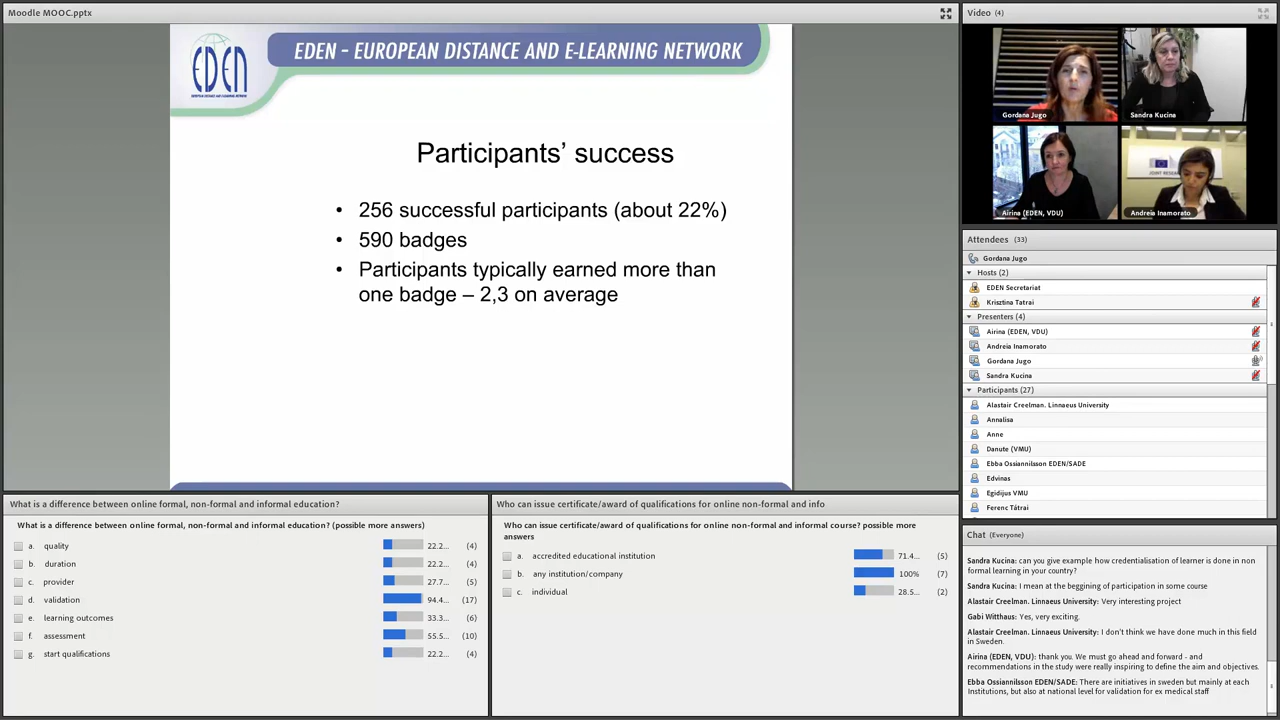 Moodle MOOC.pptx
EDEN
EUROPEAN DISTANCE AND E-LEARNING NETWORK
EDEN – EUROPEAN DISTANCE AND E-LEARNING NETWORK
Participants’ success
• 256 successful participants (about 22%)
• 590 badges
• Participants typically earned more than
one badge – 2,3 on average
What is a difference between online formal, non-formal and informal education?
What is a difference between online formal, non-formal and informal education? (possible more answers)
a. quality 22.2... (4)
b. duration 22.2... (4)
c. provider 27.7... (5)
d. validation 94.4... (17)
e. learning outcomes 33.3... (6)
f. assessment 55.5... (10)
g. start qualifications 22.2... (4)
Who can issue certificate/award of qualifications for online non-formal and info
Who can issue certificate/award of qualifications for online non-formal and informal course? possible more
answers
a. accredited educational institution 71.4... (5)
b. any institution/company 100% (7)
c. individual 28.5... (2)
Video (4)
Gordana Jugo
Sandra Kucina
Airina (EDEN, VDU)
JOINT RESEAR
Andreia Inamorato
Attendees (33)
Gordana Jugo
Hosts (2)
EDEN Secretariat
Krisztina Tatrai
Presenters (4)
Airina (EDEN, VDU)
Andreia Inamorato
Gordana Jugo
Sandra Kucina
Participants (27)
Alastair Creelman. Linnaeus University
Annalisa
Anne
Danute (VMU)
Ebba Ossiannilsson EDEN/SADE
Edvinas
Egidijus VMU
Ferenc Tátrai
Chat (Everyone)
Sandra Kucina: can you give example how credentialisation of learner is done in non
formal learning in your country?
Sandra Kucina: I mean at the beggining of participation in some course
Alastair Creelman. Linnaeus University: Very interesting project
Gabi Witthaus: Yes, very exciting.
Alastair Creelman. Linnaeus University: I don't think we have done much in this field
in Sweden.
Airina (EDEN, VDU): thank you. We must go ahead and forward - and
recommendations in the study were really inspiring to define the aim and objectives.
Ebba Ossiannilsson EDEN/SADE: There are initiatives in sweden but mainly at each
Institutions, but also at national level for validation for ex medical staff